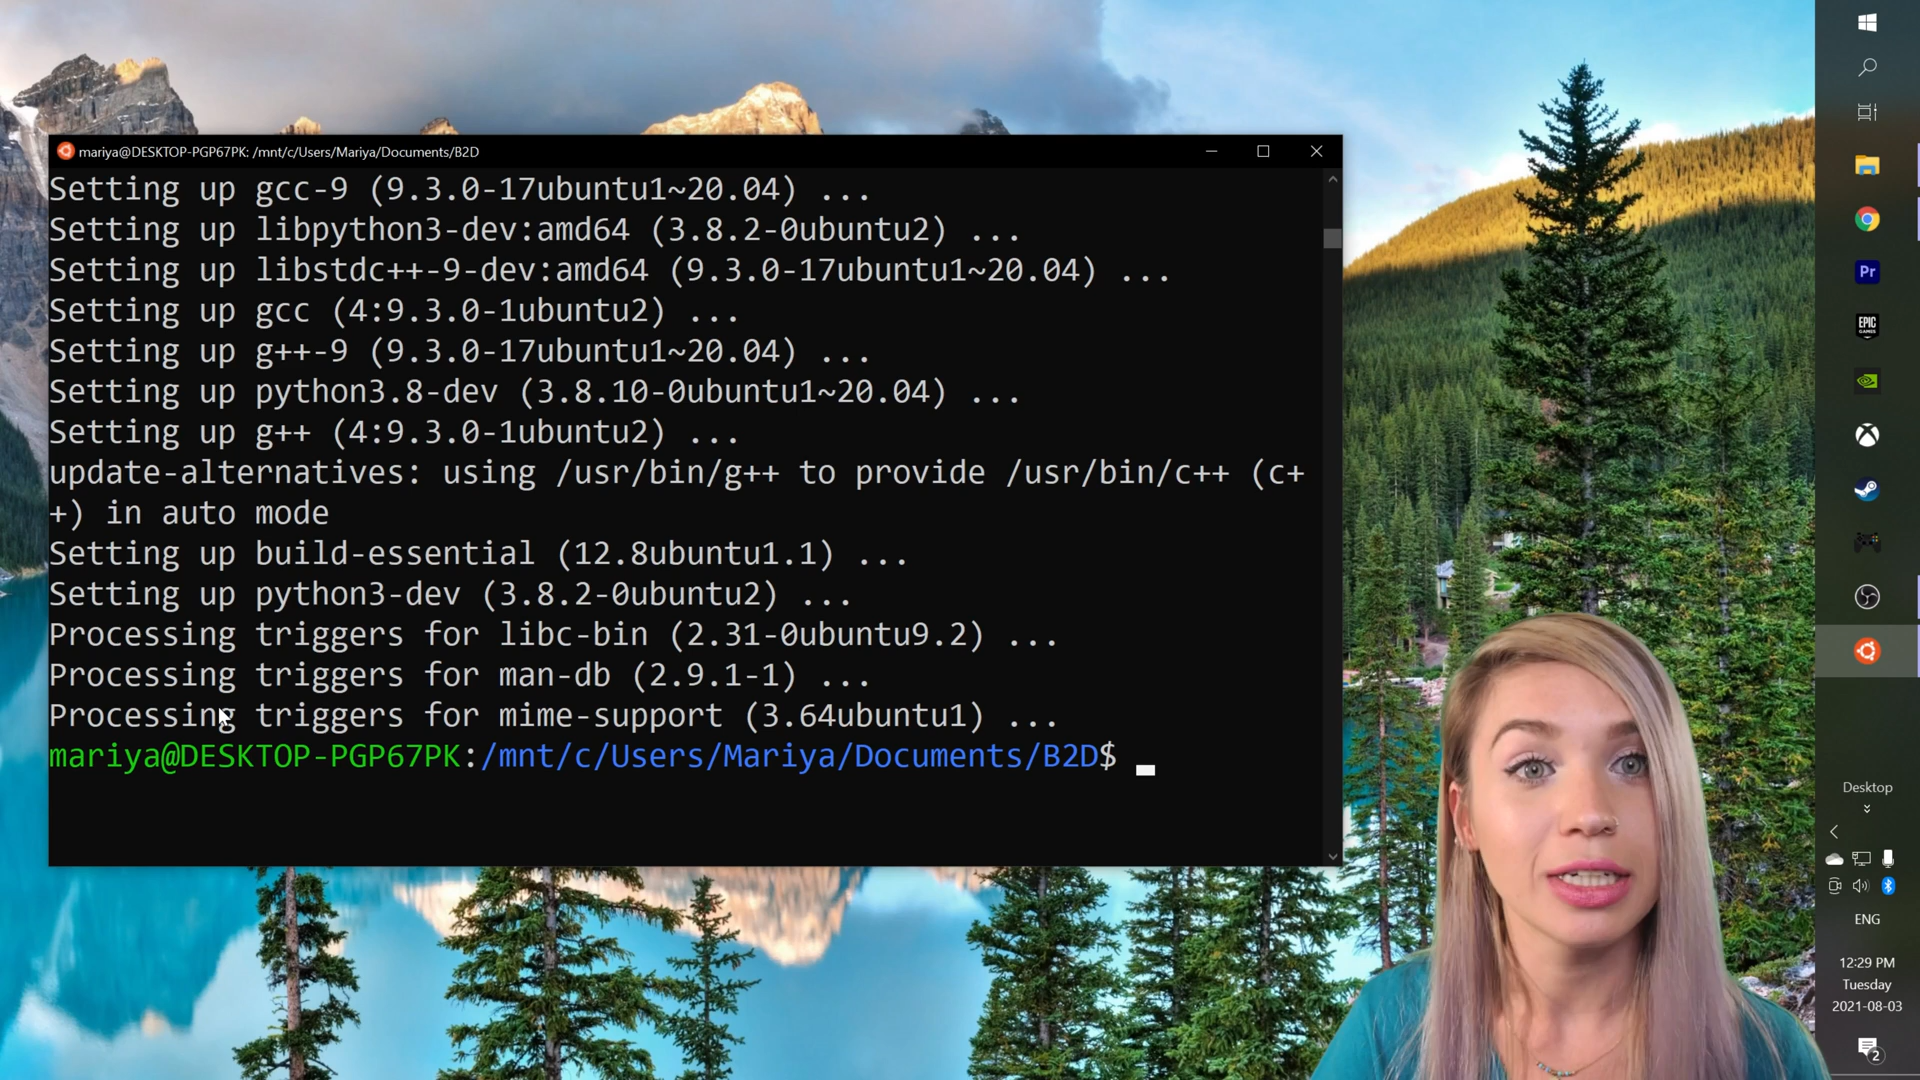 mariya@DESKTOP-PGP67PK: /mnt/c/Users/Mariya/Documents/B2D
Setting up gcc-9 (9.3.0-17ubuntu1~20.04) ...
Setting up libpython3-dev:amd64 (3.8.2-0ubuntu2) ...
Setting up libstdc++-9-dev:amd64 (9.3.0-17ubuntu1~20.04) ...
Setting up gcc (4:9.3.0-1ubuntu2) ...
Setting up g++-9 (9.3.0-17ubuntu1~20.04) ...
Setting up python3.8-dev (3.8.10-0ubuntu1~20.04) ...
Setting up g++ (4:9.3.0-1ubuntu2) ...
update-alternatives: using /usr/bin/g++ to provide /usr/bin/c++ (c+
+) in auto mode
Setting up build-essential (12.8ubuntu1.1) ...
Setting up python3-dev (3.8.2-0ubuntu2) ...
Processing triggers for libc-bin (2.31-0ubuntu9.2) ...
Processing triggers for man-db (2.9.1-1) ...
Processing triggers for mime-support (3.64ubuntu1) ...
mariya@DESKTOP-PGP67PK:/mnt/c/Users/Mariya/Documents/B2D$
Pr
EPIC
GAMES
Desktop
ENG
12:29 PM
Tuesday
2021-08-03
2